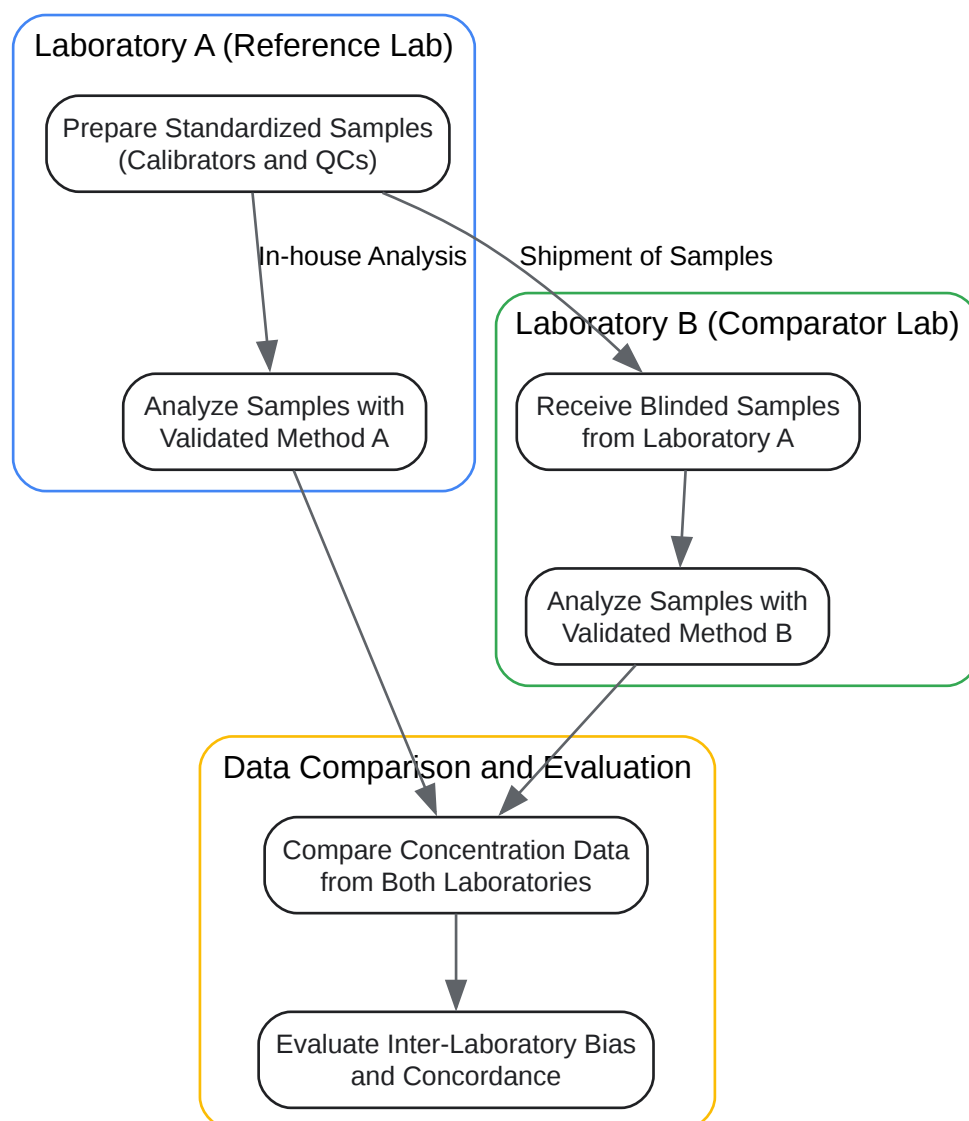 Laboratory A (Reference Lab)
Prepare Standardized Samples
(Calibrators and QCs)
In-house Analysis
Shipment of Samples
Laboratory B (Comparator Lab)
Analyze Samples with
Validated Method A
Receive Blinded Samples
from Laboratory A
Analyze Samples with
Validated Method B
Data Comparison and Evaluation
Compare Concentration Data
from Both Laboratories
Evaluate Inter-Laboratory Bias
and Concordance